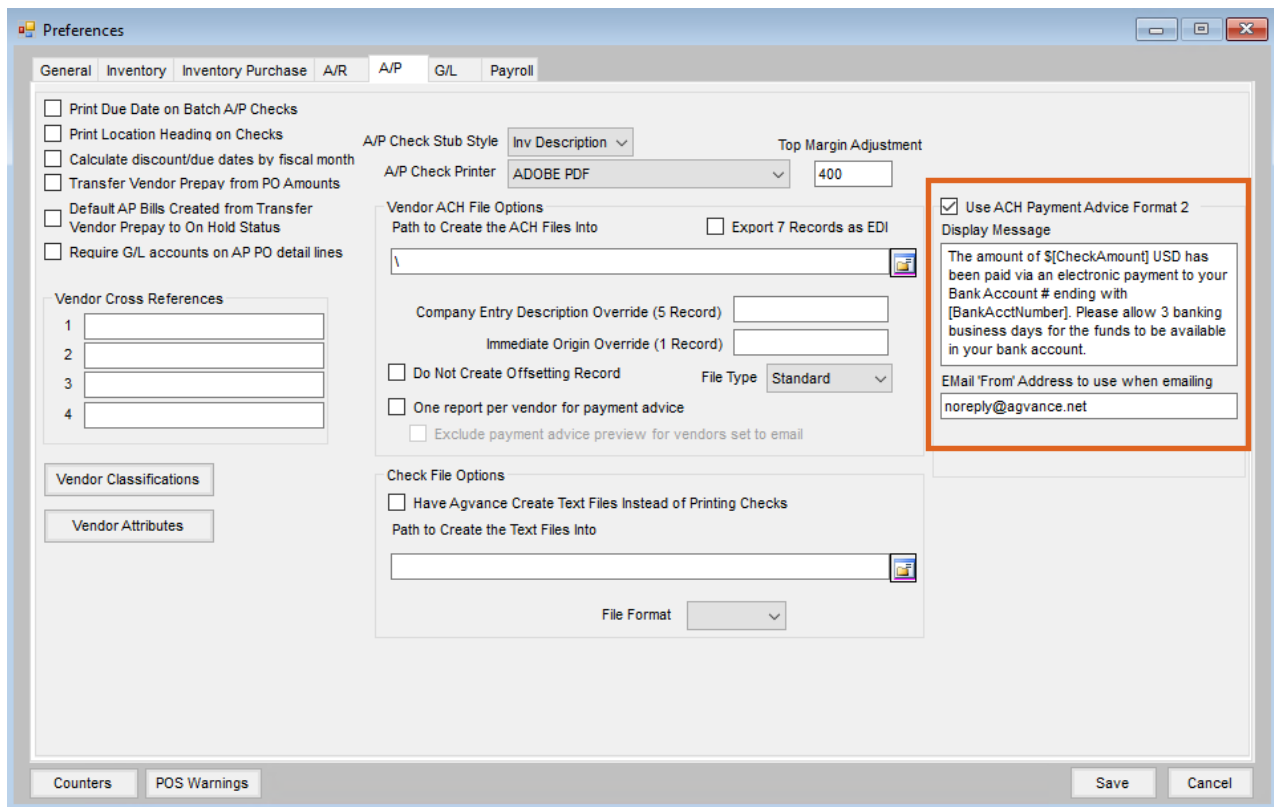 Preferences
General Inventory Inventory Purchase A/R A/P G/L Payroll
Print Due Date on Batch A/P Checks
Print Location Heading on Checks
Calculate discount/due dates by fiscal month
Transfer Vendor Prepay from PO Amounts
Default AP Bills Created from Transfer
Vendor Prepay to On Hold Status
Require G/L accounts on AP PO detail lines
Vendor Cross References
1
2
3
4
Vendor Classifications
Vendor Attributes
A/P Check Stub Style Inv Description
Top Margin Adjustment
A/P Check Printer ADOBE PDF 400
Vendor ACH File Options
Path to Create the ACH Files Into Export 7 Records as EDI
\
Company Entry Description Override (5 Record)
Immediate Origin Override (1 Record)
Do Not Create Offsetting Record File Type Standard
One report per vendor for payment advice
Exclude payment advice preview for vendors set to email
Check File Options
Have Agvance Create Text Files Instead of Printing Checks
Path to Create the Text Files Into
File Format
Use ACH Payment Advice Format 2
Display Message
The amount of $[CheckAmount] USD has
been paid via an electronic payment to your
Bank Account # ending with
[BankAcctNumber]. Please allow 3 banking
business days for the funds to be available
in your bank account.
EMail 'From' Address to use when emailing
noreply@agvance.net
Counters POS Warnings Save Cancel